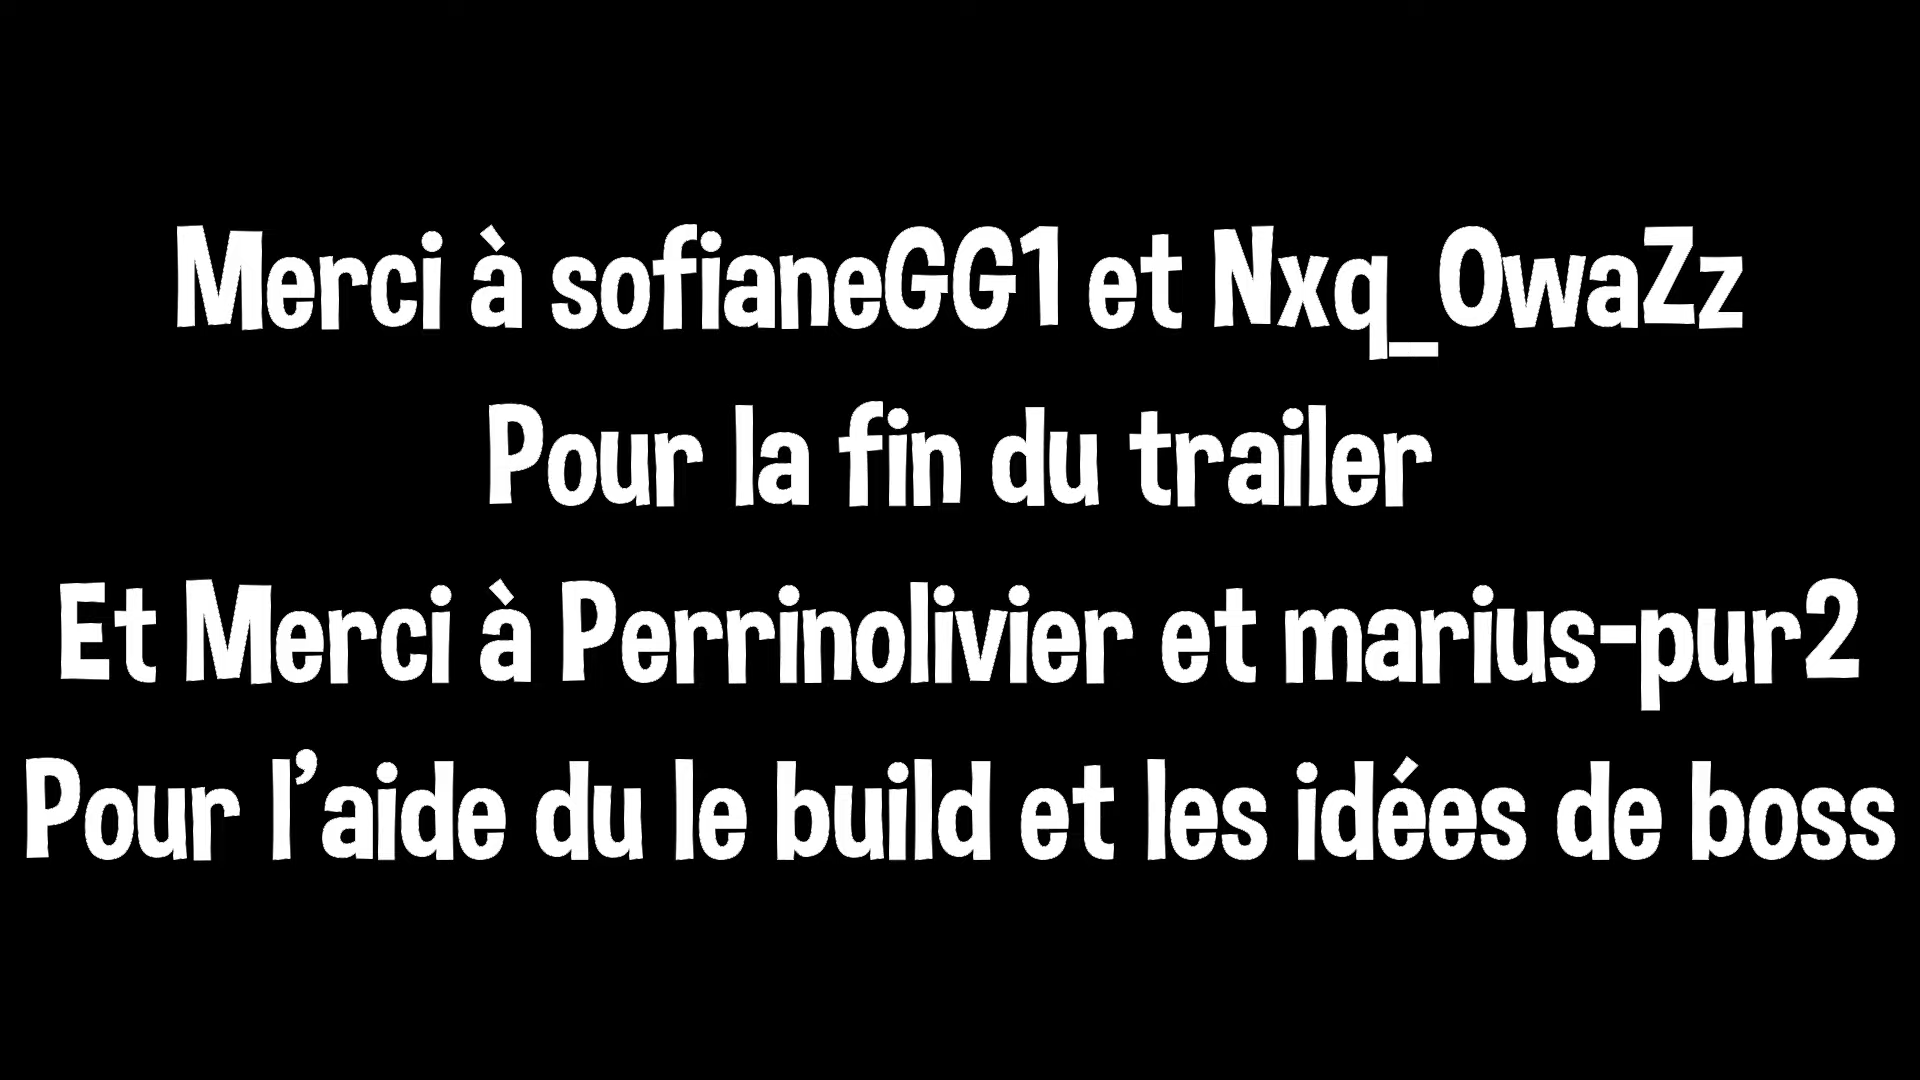 Merci à sofianeGG1 et Nxq_OwaZz
Pour la fin du trailer
Et Merci à Perrinolivier et marius-pur2
Pour l’aide du le build et les idées de boss